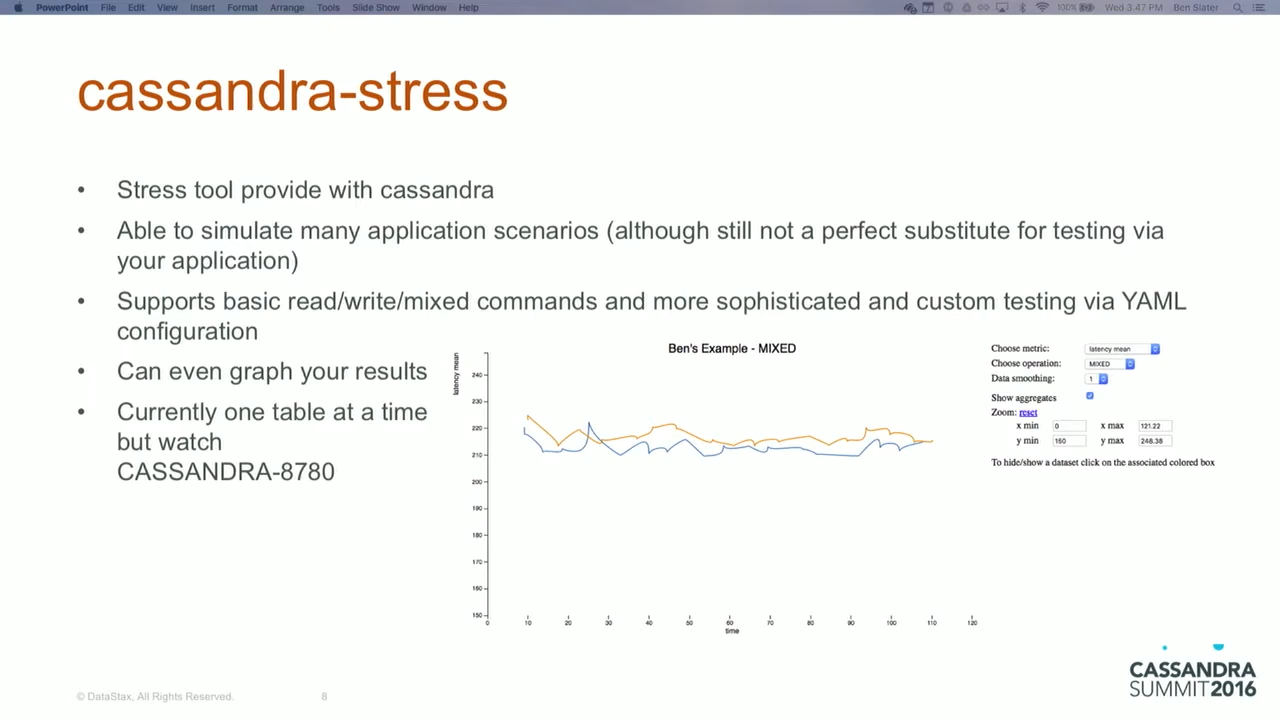 PowerPoint File Edit View Insert Format Arrange Tools Slide Show Window Help 100% Wed 3.47 PM Ben Slater
cassandra-stress
• Stress tool provide with cassandra
• Able to simulate many application scenarios (although still not a perfect substitute for testing via
your application)
• Supports basic read/write/mixed commands and more sophisticated and custom testing via YAML
configuration
• Can even graph your results
• Currently one table at a time
but watch
CASSANDRA-8780
Ben's Example - MIXED
latency mean
240
230
220
210
200
190
180
170
160
150
0 10 20 30 40 50 60 70 80 90 100 110 120
time
Choose metric: latency mean
Choose operation: MIXED
Data smoothing: 1
Show aggregates
Zoom: reset
x min 0 x max 121.22
y min 150 y max 248.38
To hide/show a dataset click on the associated colored box
© DataStax, All Rights Reserved. 8
CASSANDRA
SUMMIT2016